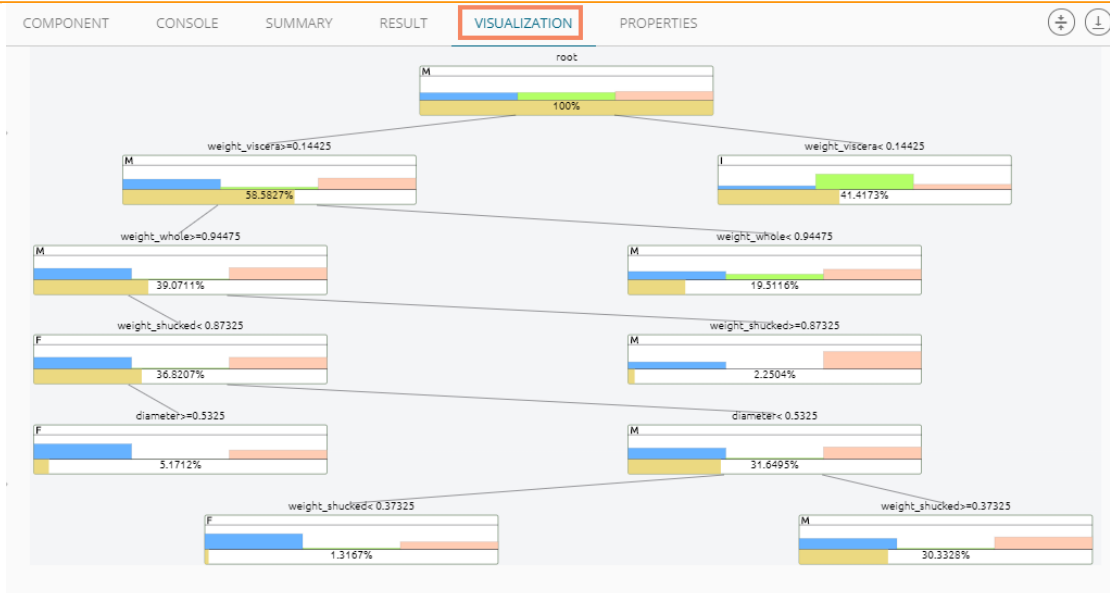 COMPONENT CONSOLE SUMMARY RESULT VISUALIZATION PROPERTIES
root
M
100%
weight_viscera>=0.14425 weight_viscera< 0.14425
M I
58.5827% 41.4173%
weight_whole>=0.94475 weight_whole< 0.94475
M M
39.0711% 19.5116%
weight_shucked< 0.87325 weight_shucked>=0.87325
F M
36.8207% 2.2504%
diameter>=0.5325 diameter< 0.5325
F M
5.1712% 31.6495%
weight_shucked< 0.37325 weight_shucked>=0.37325
F M
1.3167% 30.3328%